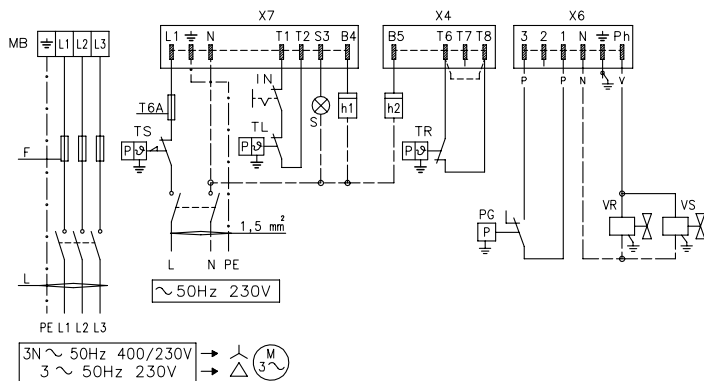 X7 X4 X6
MB L1 L2 L3
L1 N T1 T2 S3 B4
B5 T6 T7 T8
3 2 1 N Ph
P P N V
IN
T6A
h1 h2
S
TS TL TR
P ϑ P ϑ P ϑ
F
VR VS
PG
P
1,5 mm²
L
L N PE
~ 50Hz 230V
PE L1 L2 L3
3N ~ 50Hz 400/230V
3 ~ 50Hz 230V
M
3~